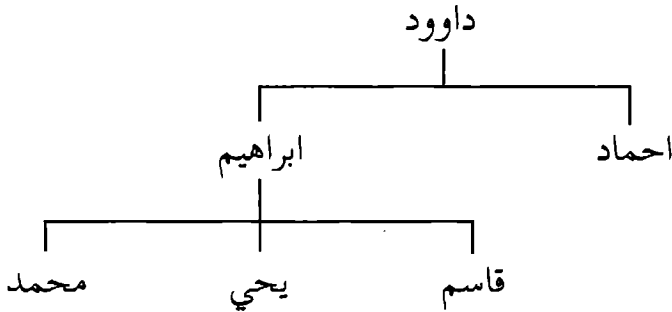 داوود
احماد ابراهيم
قاسم يحي محمد